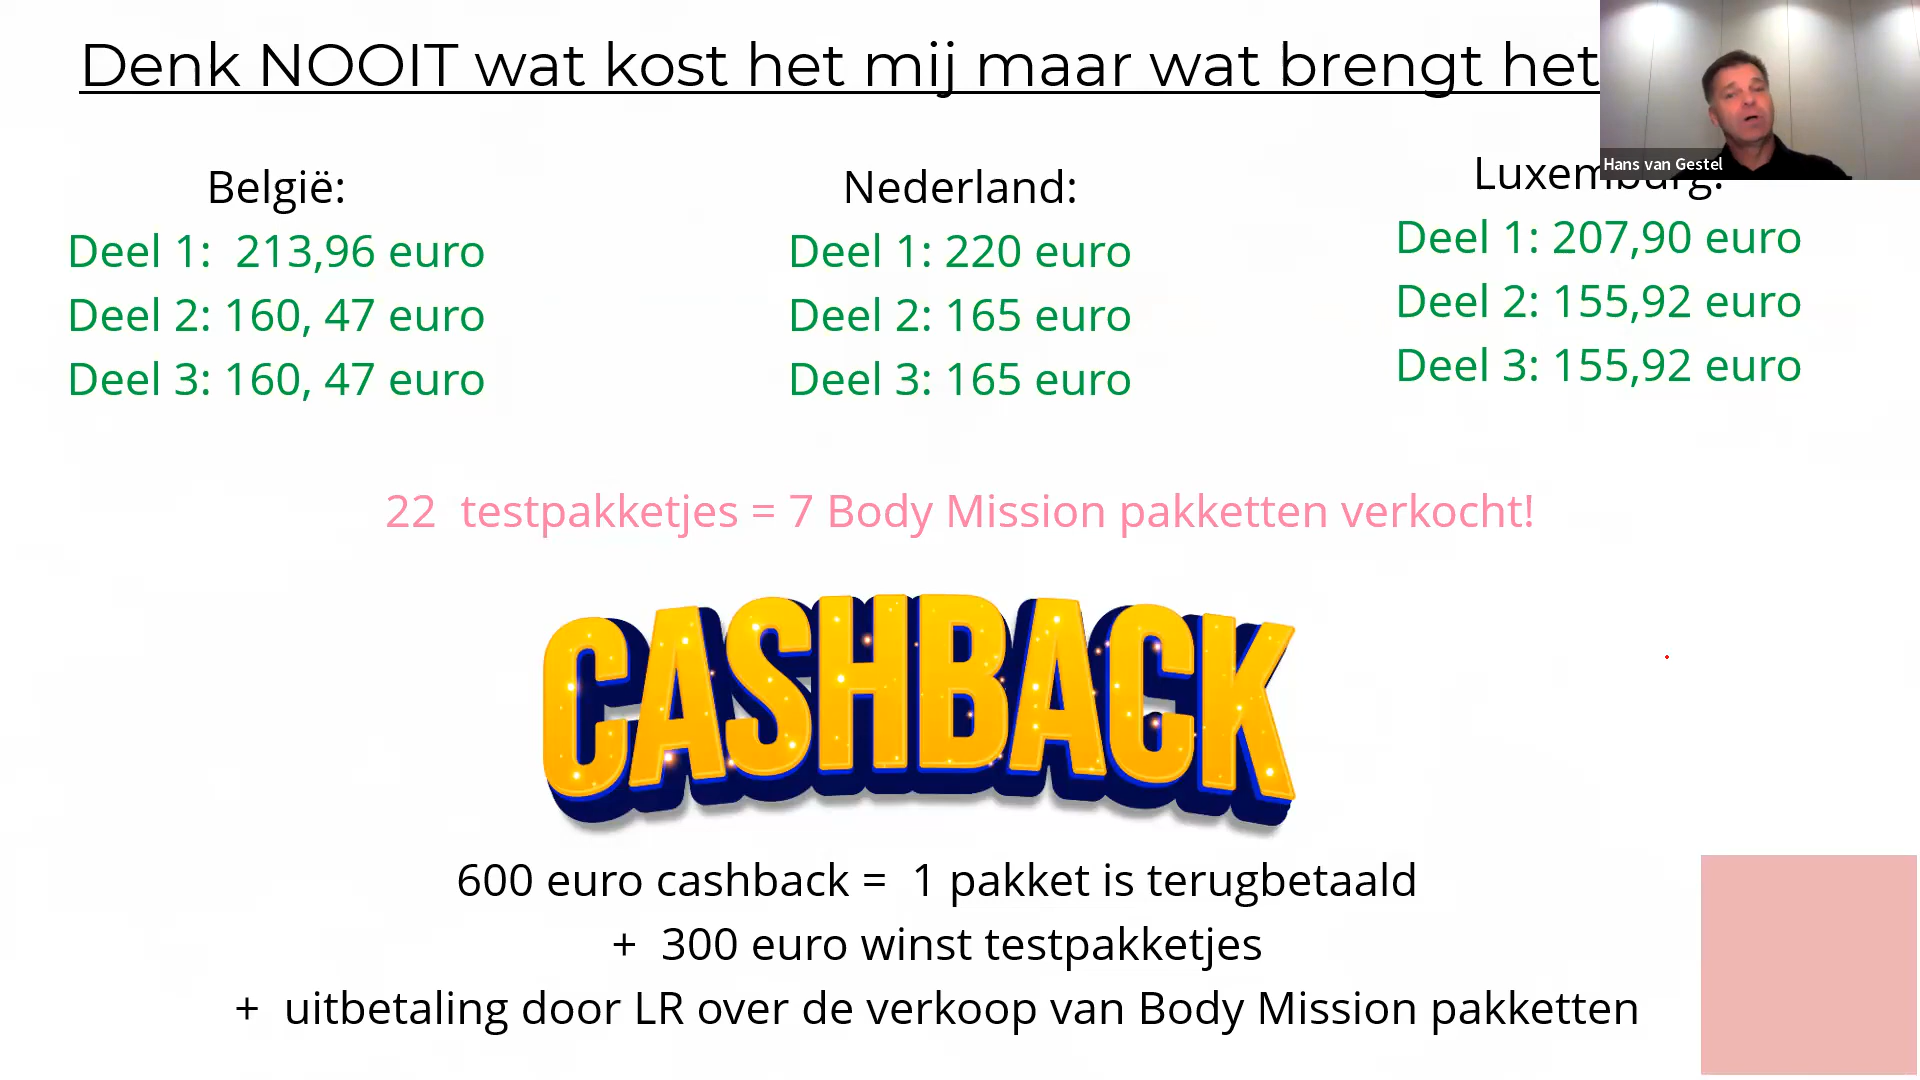 Denk NOOIT wat kost het mij maar wat brengt het
Hans van Gestel
België:
Deel 1: 213,96 euro
Deel 2: 160, 47 euro
Deel 3: 160, 47 euro
Nederland:
Deel 1: 220 euro
Deel 2: 165 euro
Deel 3: 165 euro
Luxemburg:
Deel 1: 207,90 euro
Deel 2: 155,92 euro
Deel 3: 155,92 euro
22 testpakketjes = 7 Body Mission pakketten verkocht!
CASHBACK
600 euro cashback = 1 pakket is terugbetaald
+ 300 euro winst testpakketjes
+ uitbetaling door LR over de verkoop van Body Mission pakketten